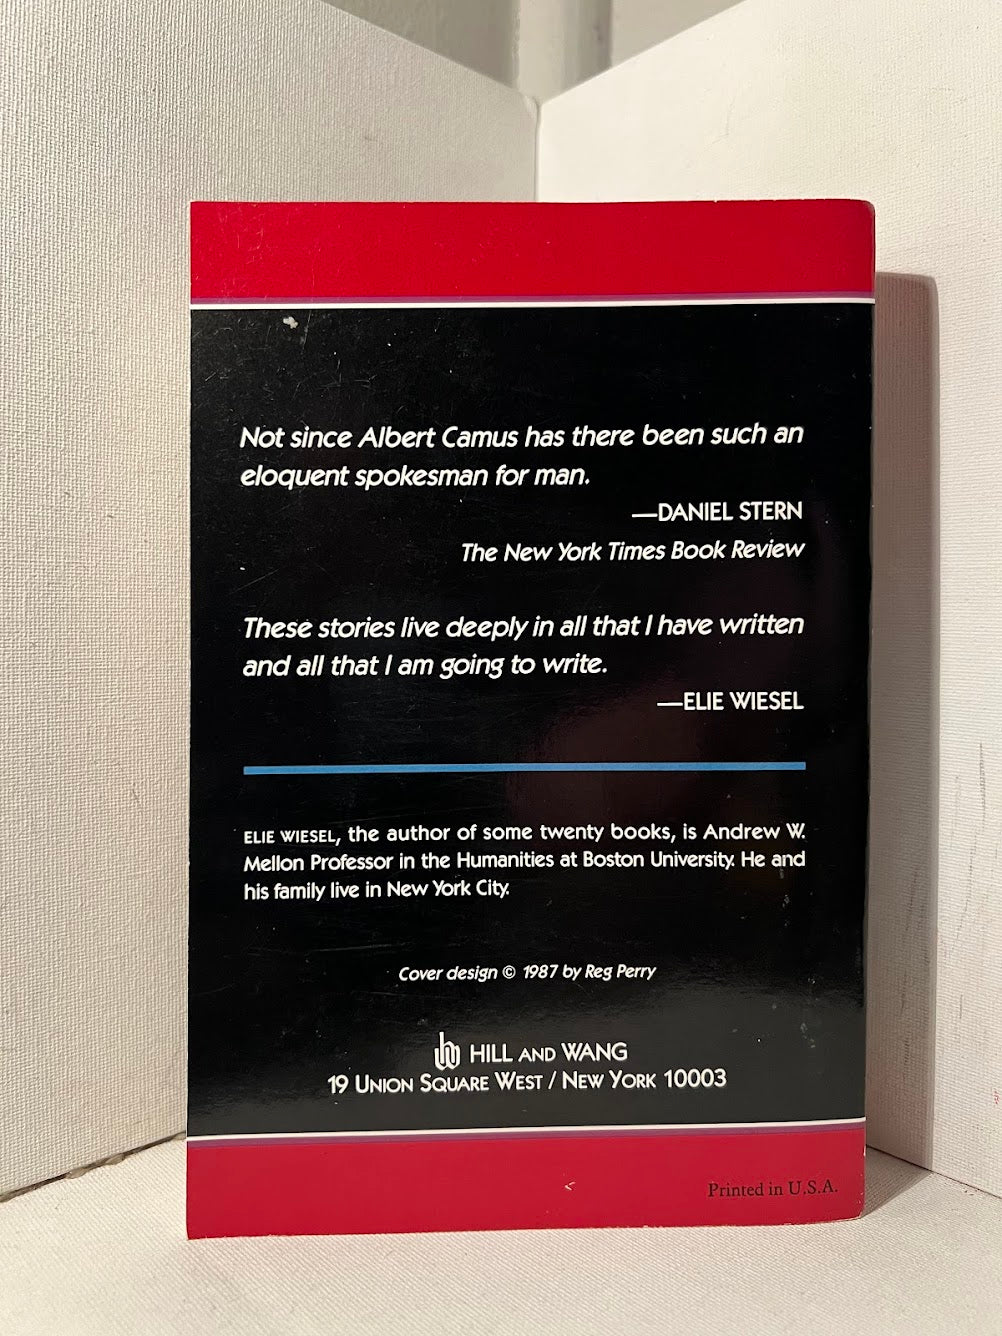 Not since Albert Camus has there been such an
eloquent spokesman for man.
—DANIEL STERN
The New York Times Book Review
These stories live deeply in all that I have written
and all that I am going to write.
—ELIE WIESEL
ELIE WIESEL, the author of some twenty books, is Andrew W.
Mellon Professor in the Humanities at Boston University. He and
his family live in New York City.
Cover design © 1987 by Reg Perry
HILL AND WANG
19 UNION SQUARE WEST / NEW YORK 10003
Printed in U.S.A.